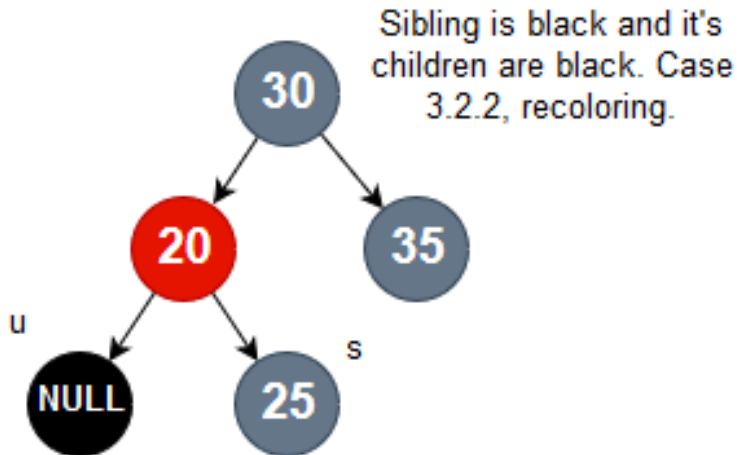 Sibling is black and it's
children are black. Case
3.2.2, recoloring.
30
20
35
u
s
NULL
25